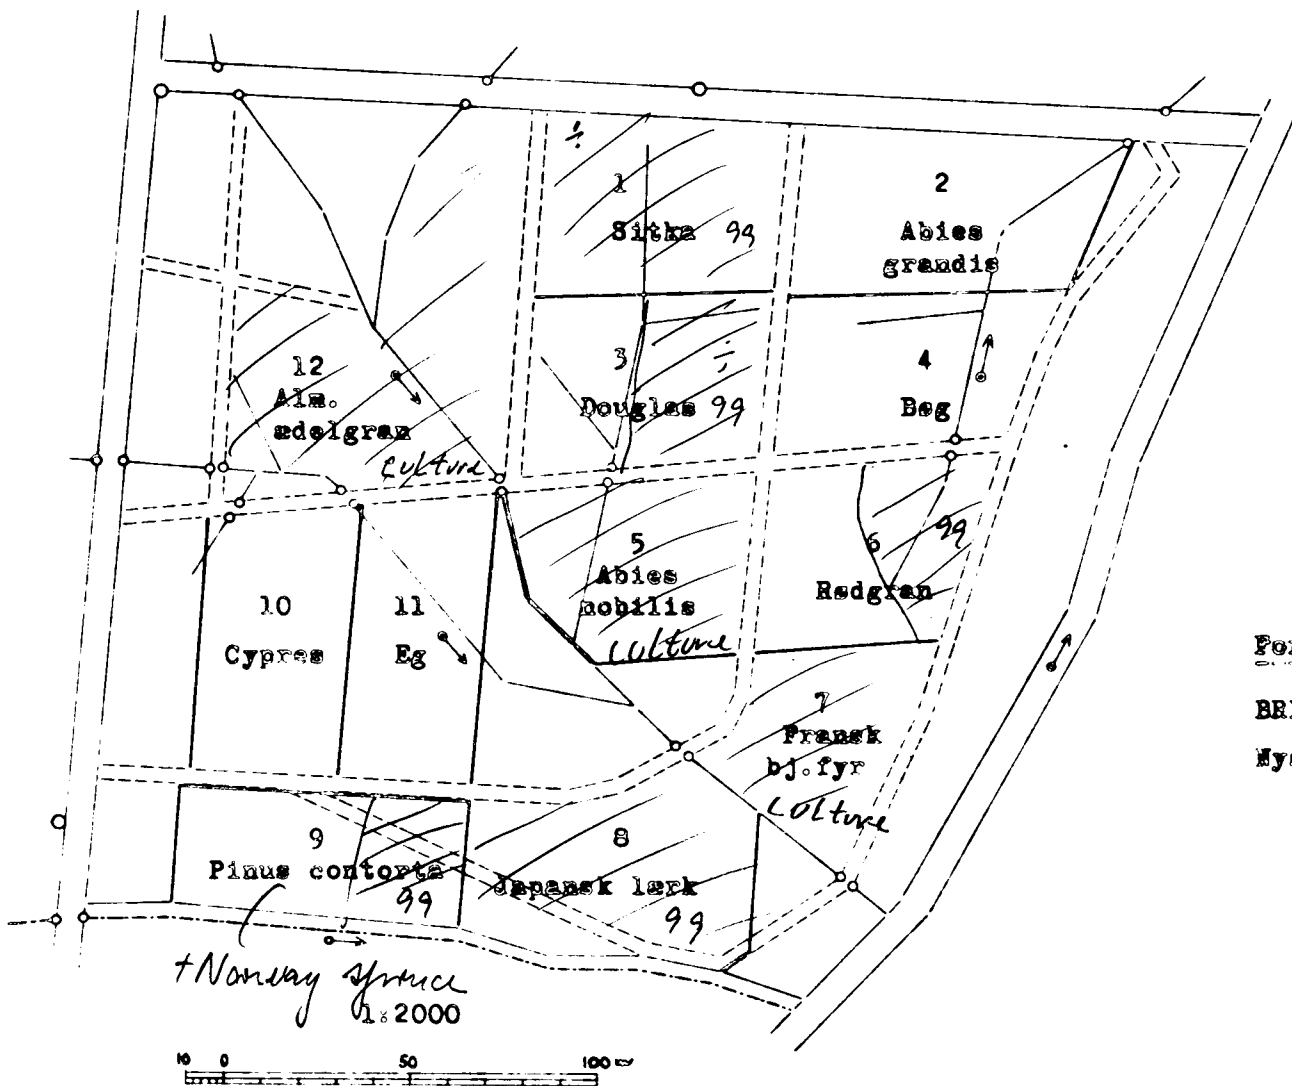 ÷
1
Sitka 99
2
Abies
grandis
3
÷
Douglas 99
4
Bøg
12
Alm.
ædelgran
culture
5
Abies
nobilis
culture
6
99
Rødgran
10
Cypres
11
Eg
7
Fransk
bj.fyr
culture
9
Pinus contorta
99
8
Japansk lærk
99
+Norway spruce
1:2000
10 0 50 100 m